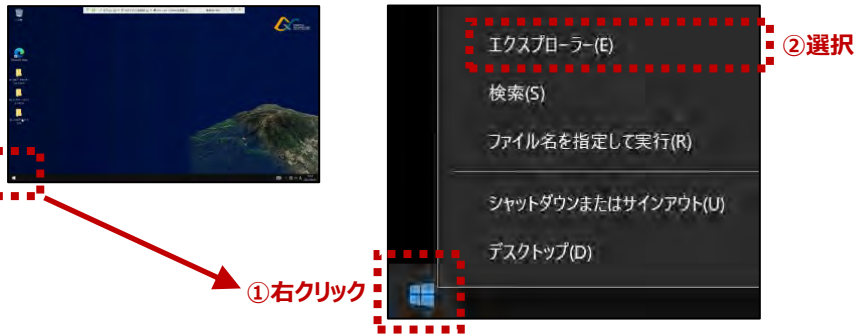 エクスプローラー(E)
②選択
検索(S)
ファイル名を指定して実行(R)
シャットダウンまたはサインアウト(U)
デスクトップ(D)
①右クリック